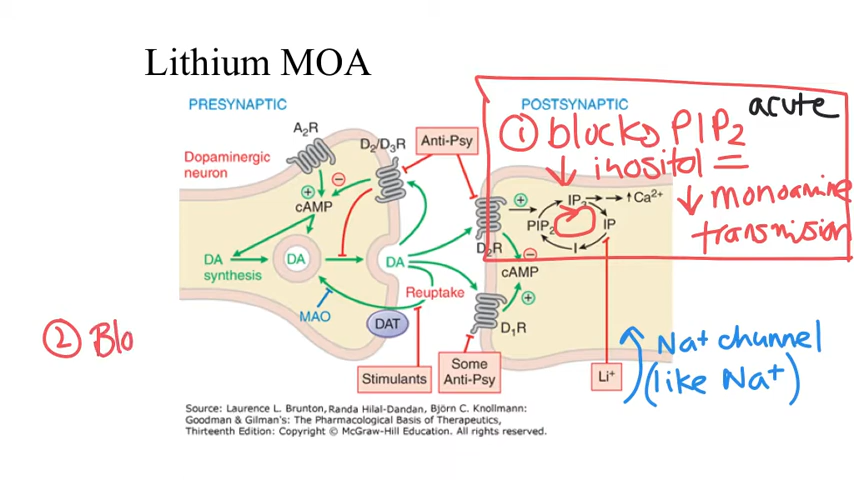 Lithium MOA
PRESYNAPTIC
POSTSYNAPTIC
acute
① blocks PIP2
↓ inositol =
↓ monoamine
transmission
A2R
D2/D3R
Anti-Psy
Dopaminergic
neuron
+
−
cAMP
DA
synthesis
DA
DA
MAO
Reuptake
DAT
Stimulants
Some
Anti-Psy
D2R
D1R
+
−
+
cAMP
PIP2
IP3
↑Ca2+
IP
I
Li+
② Blo
Na+ channel
(like Na+)
Source: Laurence L. Brunton, Randa Hilal-Dandan, Björn C. Knollmann:
Goodman & Gilman's: The Pharmacological Basis of Therapeutics,
Thirteenth Edition: Copyright © McGraw-Hill Education. All rights reserved.